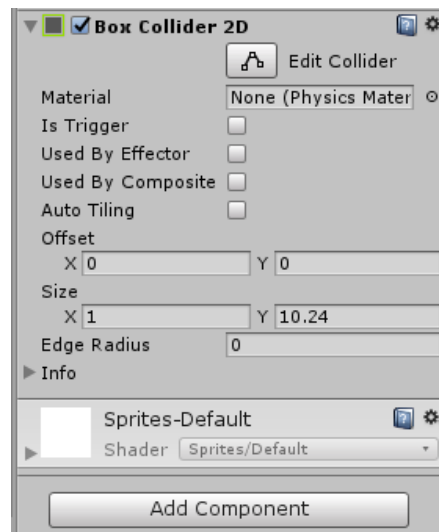 Box Collider 2D
Edit Collider
Material None (Physics Mater
Is Trigger
Used By Effector
Used By Composite
Auto Tiling
Offset
X 0 Y 0
Size
X 1 Y 10.24
Edge Radius 0
Info
Sprites-Default
Shader Sprites/Default
Add Component